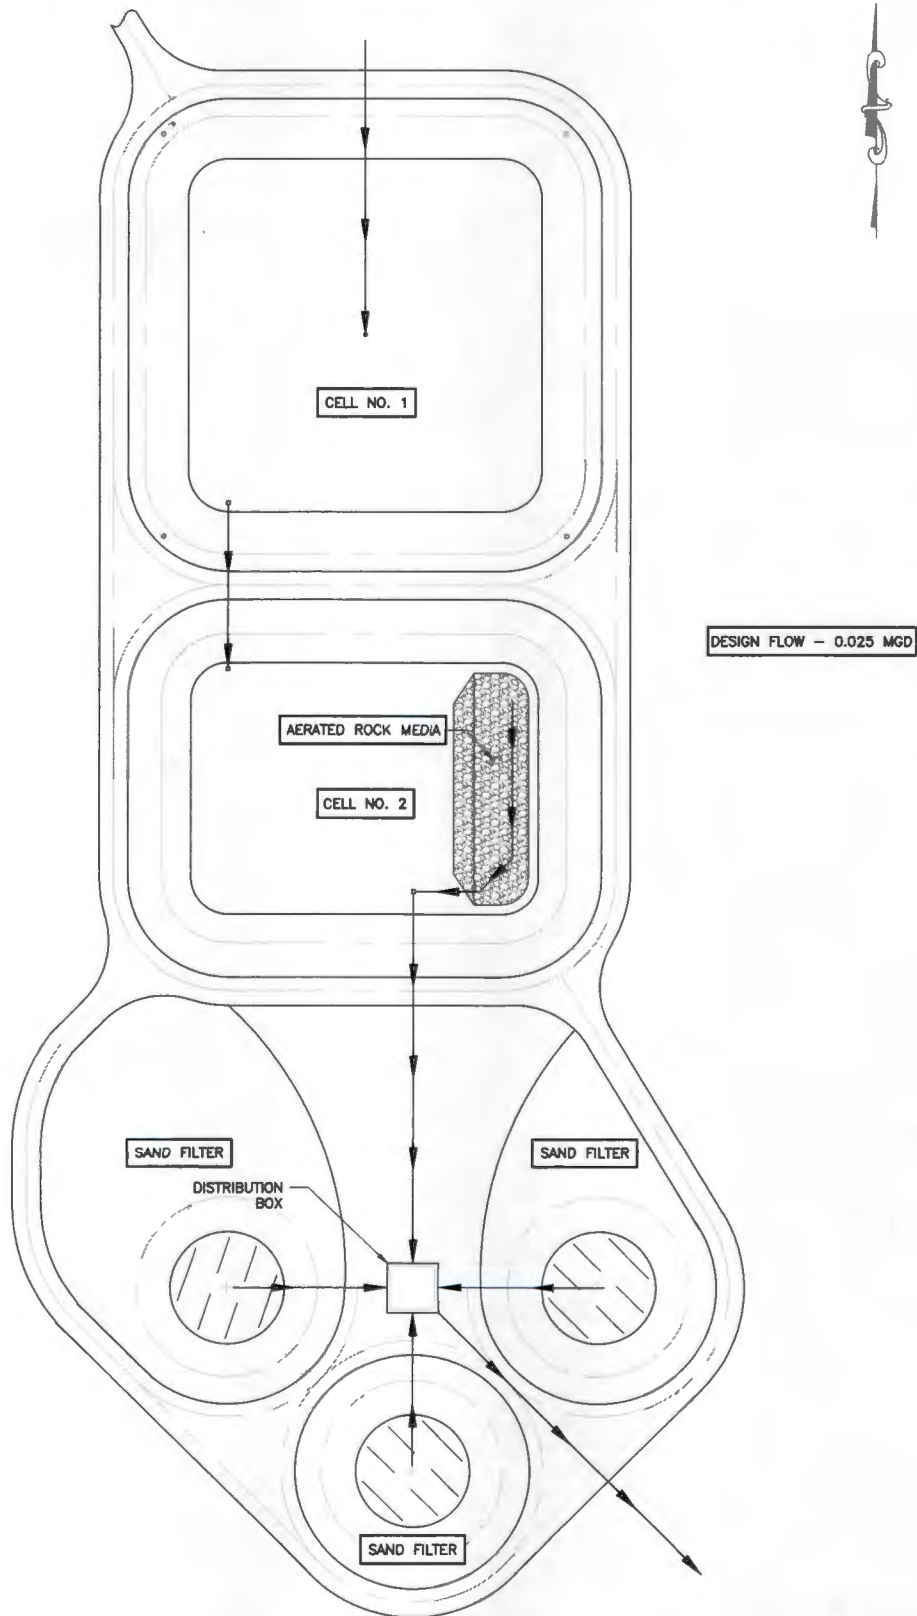 CELL NO. 1
DESIGN FLOW - 0.025 MGD
AERATED ROCK MEDIA
CELL NO. 2
SAND FILTER
SAND FILTER
DISTRIBUTION
BOX
SAND FILTER